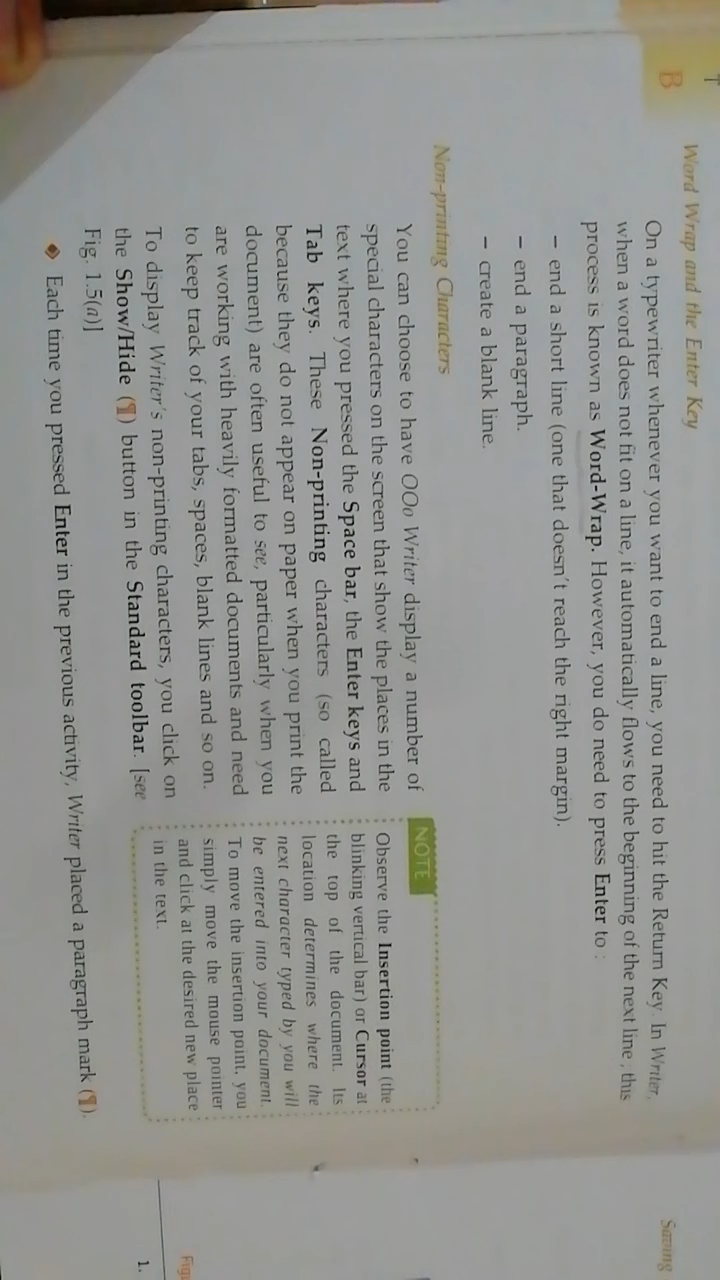 B
Word Wrap and the Enter Key
On a typewriter whenever you want to end a line, you need to hit the Return Key. In Writer,
when a word does not fit on a line, it automatically flows to the beginning of the next line ; this
process is known as Word-Wrap. However, you do need to press Enter to :
– end a short line (one that doesn't reach the right margin).
– end a paragraph.
– create a blank line.
Non-printing Characters
You can choose to have OOo Writer display a number of
special characters on the screen that show the places in the
text where you pressed the Space bar, the Enter keys and
Tab keys. These Non-printing characters (so called
because they do not appear on paper when you print the
document) are often useful to see, particularly when you
are working with heavily formatted documents and need
to keep track of your tabs, spaces, blank lines and so on.
To display Writer's non-printing characters, you click on
the Show/Hide (¶) button in the Standard toolbar. [see
Fig. 1.5(a)]
◆ Each time you pressed Enter in the previous activity, Writer placed a paragraph mark (¶).
NOTE
Observe the Insertion point (the
blinking vertical bar) or Cursor at
the top of the document. Its
location determines where the
next character typed by you will
be entered into your document.
To move the insertion point, you
simply move the mouse pointer
and click at the desired new place
in the text.
Saving
1.